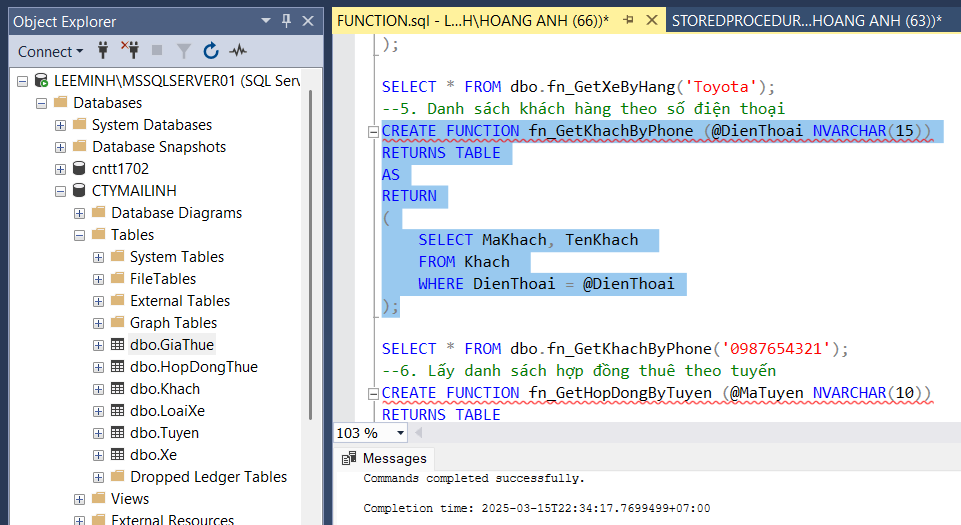 Object Explorer
Connect
LEEMINH\MSSQLSERVER01 (SQL Serv
Databases
System Databases
Database Snapshots
cntt1702
CTYMAILINH
Database Diagrams
Tables
System Tables
FileTables
External Tables
Graph Tables
dbo.GiaThue
dbo.HopDongThue
dbo.Khach
dbo.LoaiXe
dbo.Tuyen
dbo.Xe
Dropped Ledger Tables
Views
External Resources
FUNCTION.sql - L...H\HOANG ANH (66))*
STOREDPROCEDUR...HOANG ANH (63))*
);
SELECT * FROM dbo.fn_GetXeByHang('Toyota');
--5. Danh sách khách hàng theo số điện thoại
CREATE FUNCTION fn_GetKhachByPhone (@DienThoai NVARCHAR(15))
RETURNS TABLE
AS
RETURN
(
SELECT MaKhach, TenKhach
FROM Khach
WHERE DienThoai = @DienThoai
);
SELECT * FROM dbo.fn_GetKhachByPhone('0987654321');
--6. Lấy danh sách hợp đồng thuê theo tuyến
CREATE FUNCTION fn_GetHopDongByTuyen (@MaTuyen NVARCHAR(10))
RETURNS TABLE
103 %
Messages
Commands completed successfully.
Completion time: 2025-03-15T22:34:17.7699499+07:00